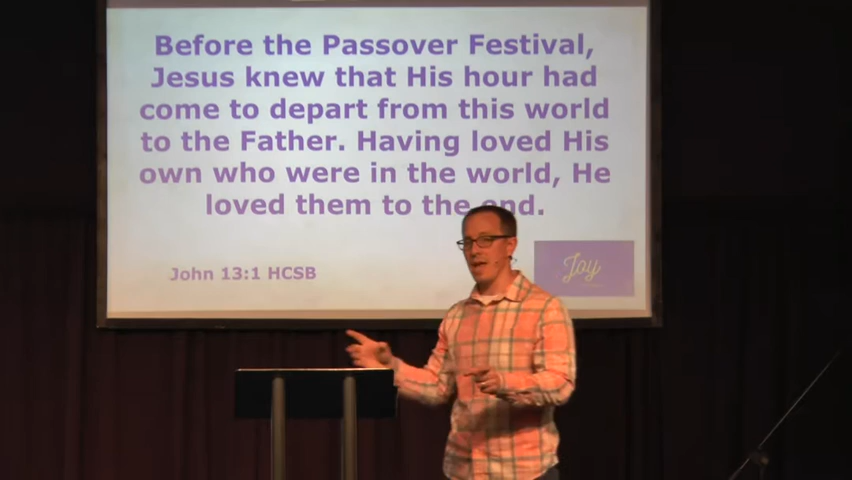 Before the Passover Festival,
Jesus knew that His hour had
come to depart from this world
to the Father. Having loved His
own who were in the world, He
loved them to the end.
John 13:1 HCSB
Joy